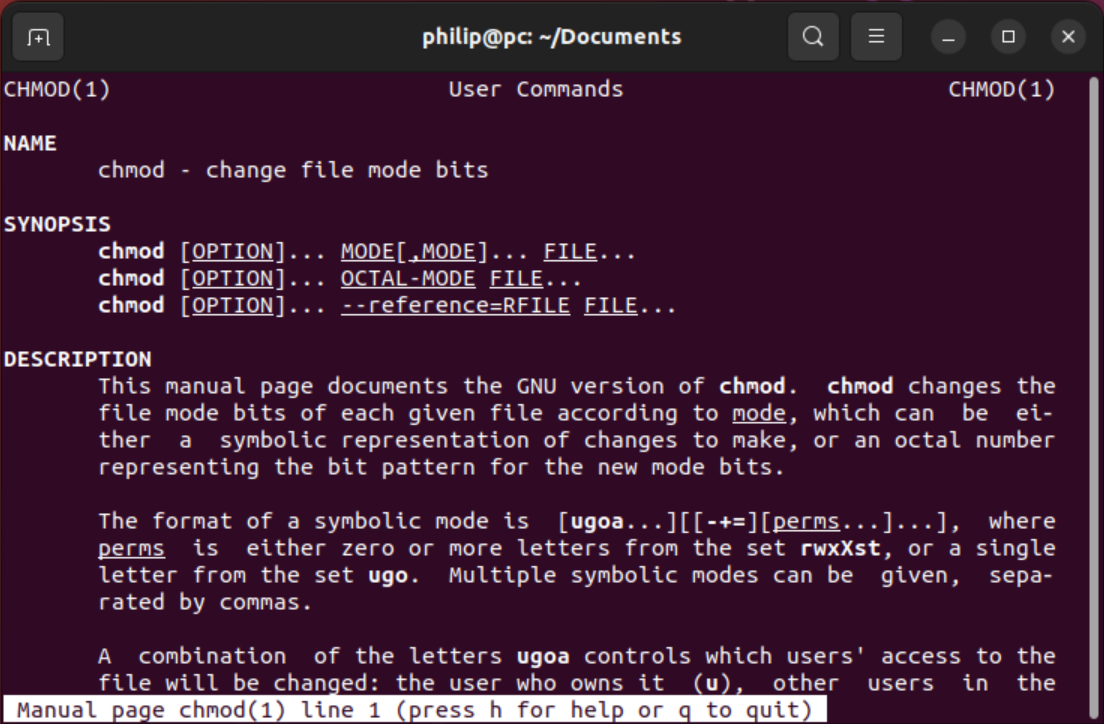 philip@pc: ~/Documents
CHMOD(1) User Commands CHMOD(1)
NAME
chmod - change file mode bits
SYNOPSIS
chmod [OPTION]... MODE[,MODE]... FILE...
chmod [OPTION]... OCTAL-MODE FILE...
chmod [OPTION]... --reference=RFILE FILE...
DESCRIPTION
This manual page documents the GNU version of chmod. chmod changes the
file mode bits of each given file according to mode, which can be ei-
ther a symbolic representation of changes to make, or an octal number
representing the bit pattern for the new mode bits.
The format of a symbolic mode is [ugoa...][[-+=][perms...]...], where
perms is either zero or more letters from the set rwxXst, or a single
letter from the set ugo. Multiple symbolic modes can be given, sepa-
rated by commas.
A combination of the letters ugoa controls which users' access to the
file will be changed: the user who owns it (u), other users in the
Manual page chmod(1) line 1 (press h for help or q to quit)